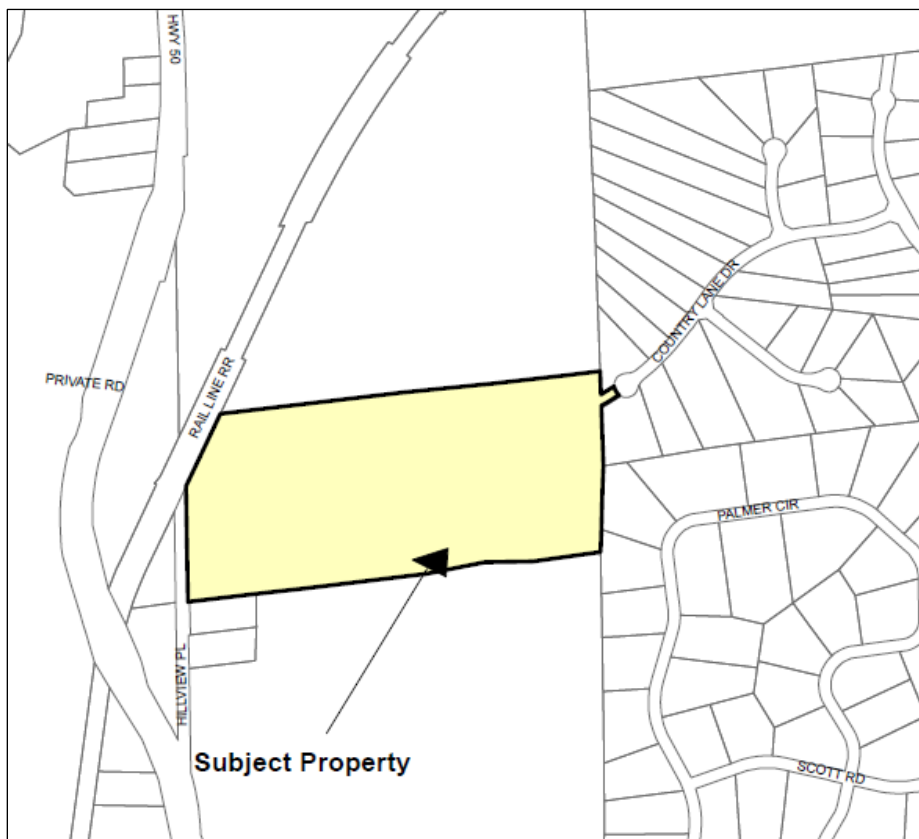 HWY 50
COUNTRY LANE DR
PRIVATE RD
RAIL LINE RR
PALMER CIR
HILLVIEW PL
Subject Property
SCOTT RD